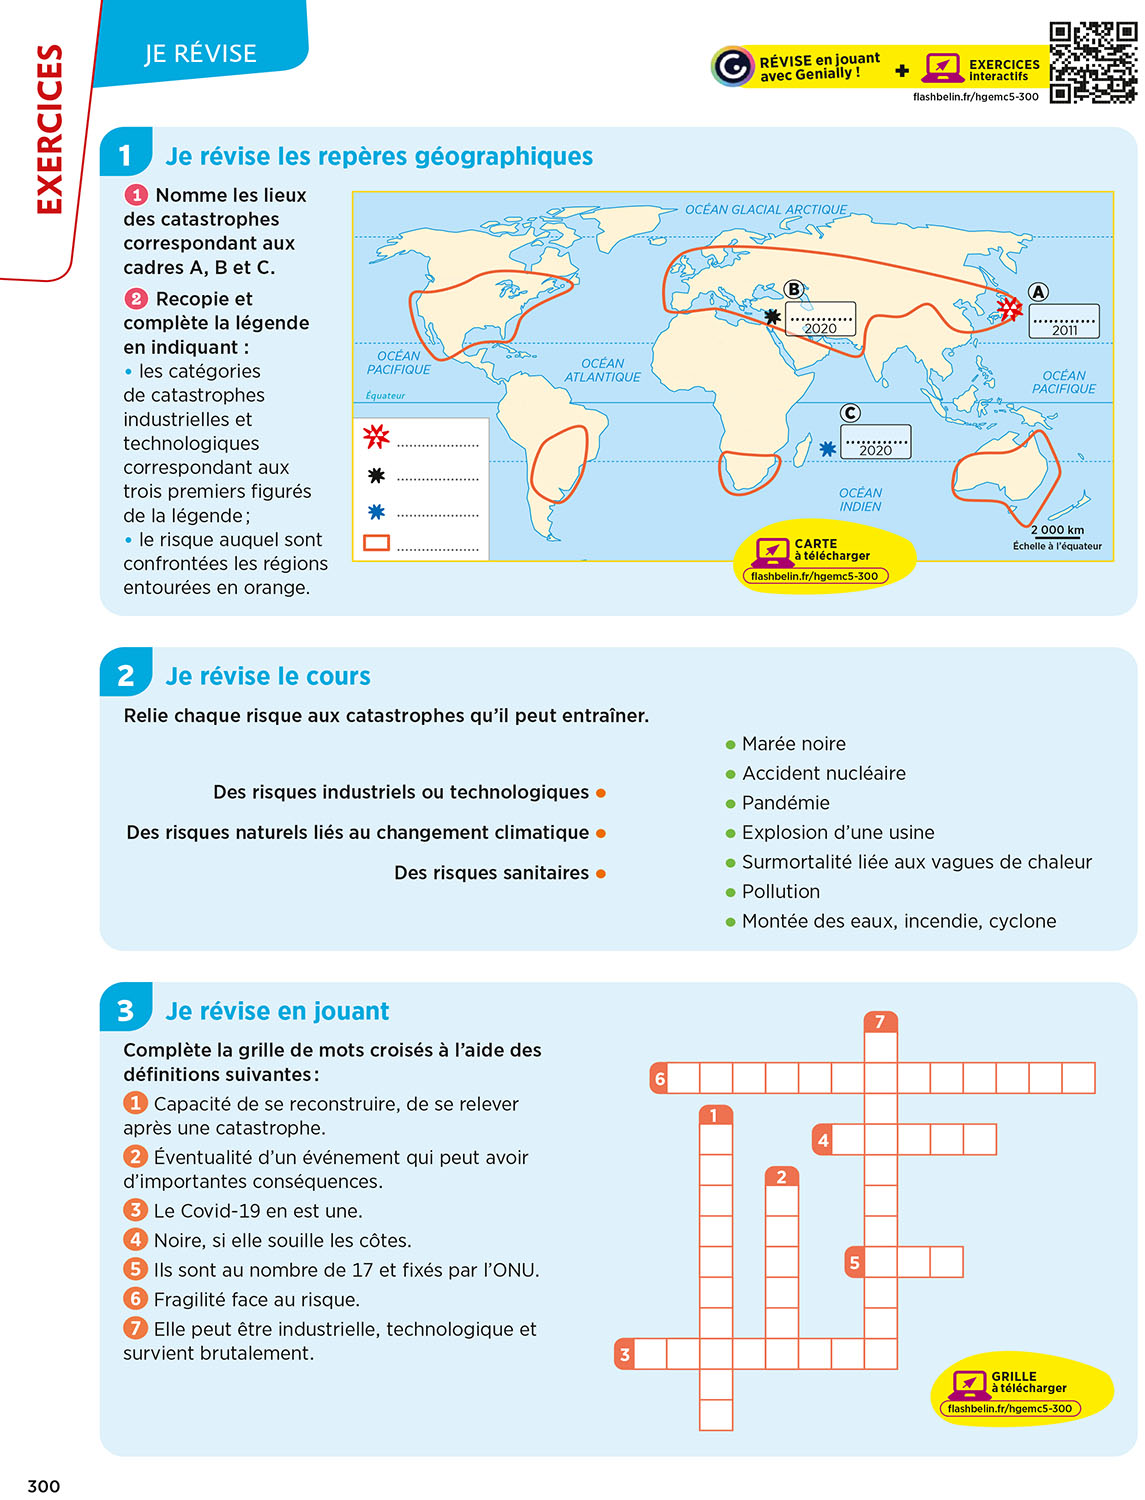 EXERCICES
JE RÉVISE
RÉVISE en jouant
avec Genially !
+
EXERCICES
interactifs
flashbelin.fr/hgemc5-300
1 Je révise les repères géographiques
1 Nomme les lieux
des catastrophes
correspondant aux
cadres A, B et C.
2 Recopie et
complète la légende
en indiquant :
• les catégories
de catastrophes
industrielles et
technologiques
correspondant aux
trois premiers figurés
de la légende ;
• le risque auquel sont
confrontées les régions
entourées en orange.
OCÉAN GLACIAL ARCTIQUE
B
............
2020
A
............
2011
OCÉAN
PACIFIQUE
OCÉAN
ATLANTIQUE
OCÉAN
PACIFIQUE
Équateur
C
............
2020
OCÉAN
INDIEN
....................
....................
....................
....................
2 000 km
Échelle à l'équateur
CARTE
à télécharger
flashbelin.fr/hgemc5-300
2 Je révise le cours
Relie chaque risque aux catastrophes qu'il peut entraîner.
Des risques industriels ou technologiques •
Des risques naturels liés au changement climatique •
Des risques sanitaires •
• Marée noire
• Accident nucléaire
• Pandémie
• Explosion d'une usine
• Surmortalité liée aux vagues de chaleur
• Pollution
• Montée des eaux, incendie, cyclone
3 Je révise en jouant
Complète la grille de mots croisés à l'aide des
définitions suivantes :
1 Capacité de se reconstruire, de se relever
après une catastrophe.
2 Éventualité d'un événement qui peut avoir
d'importantes conséquences.
3 Le Covid-19 en est une.
4 Noire, si elle souille les côtes.
5 Ils sont au nombre de 17 et fixés par l'ONU.
6 Fragilité face au risque.
7 Elle peut être industrielle, technologique et
survient brutalement.
7
6
1
4
2
5
3
GRILLE
à télécharger
flashbelin.fr/hgemc5-300
300